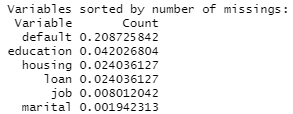 Variables sorted by number of missings:
Variable Count
default 0.208725842
education 0.042026804
housing 0.024036127
loan 0.024036127
job 0.008012042
marital 0.001942313